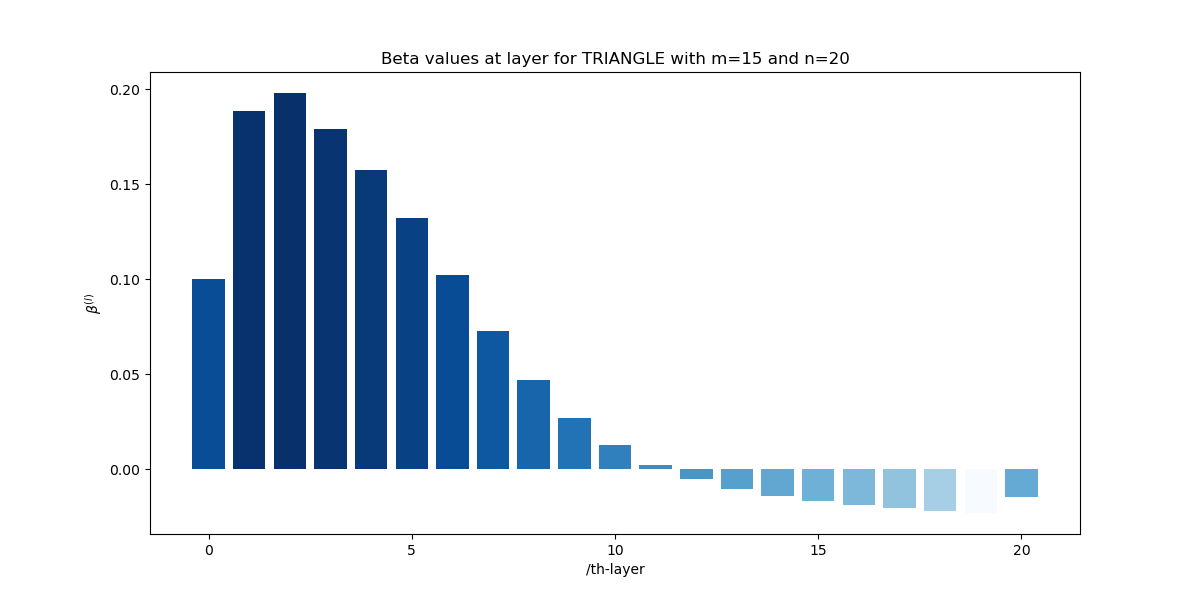 Beta values at layer for TRIANGLE with m=15 and n=20
0.20
0.15
0.10
0.05
0.00
β⁽ˡ⁾
0 5 10 15 20
/th-layer